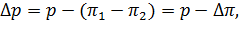 Δp = p − (π₁ − π₂) = p − Δπ,